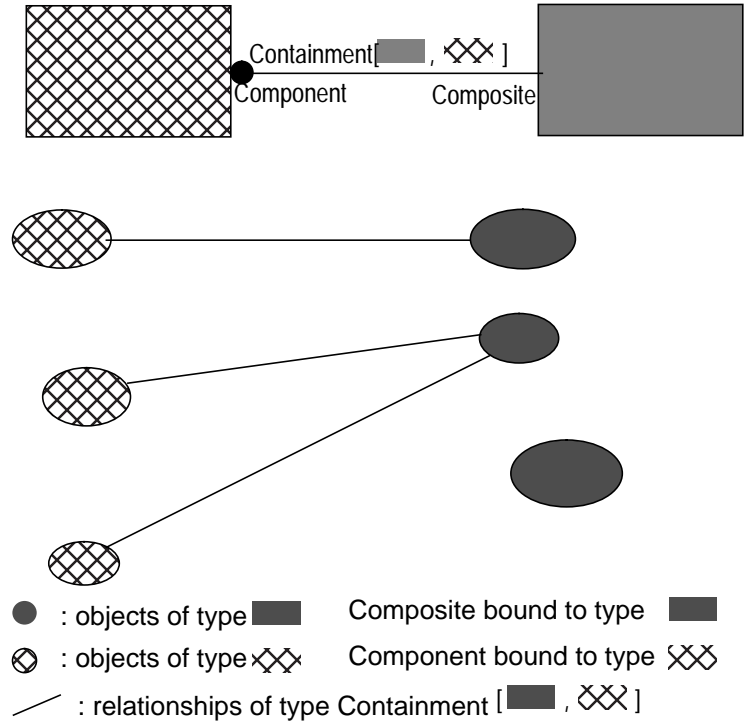 Containment[ , ]
Component
Composite
: objects of type
Composite bound to type
: objects of type
Component bound to type
: relationships of type Containment [ , ]